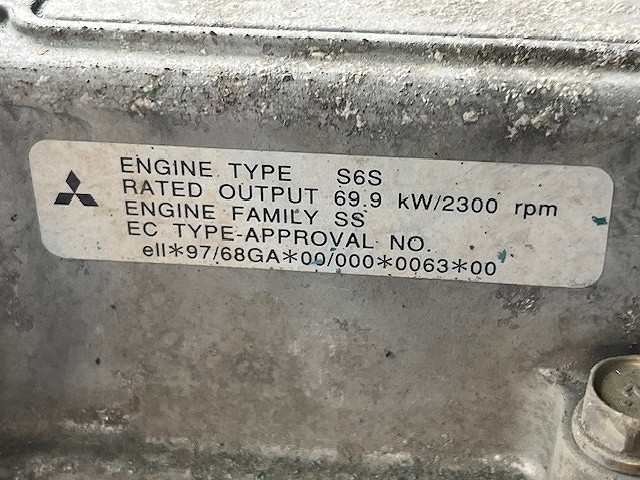 ENGINE TYPE S6S
RATED OUTPUT 69.9 kW/2300 rpm
ENGINE FAMILY SS
EC TYPE-APPROVAL NO.
ell*97/68GA*00/000*0063*00